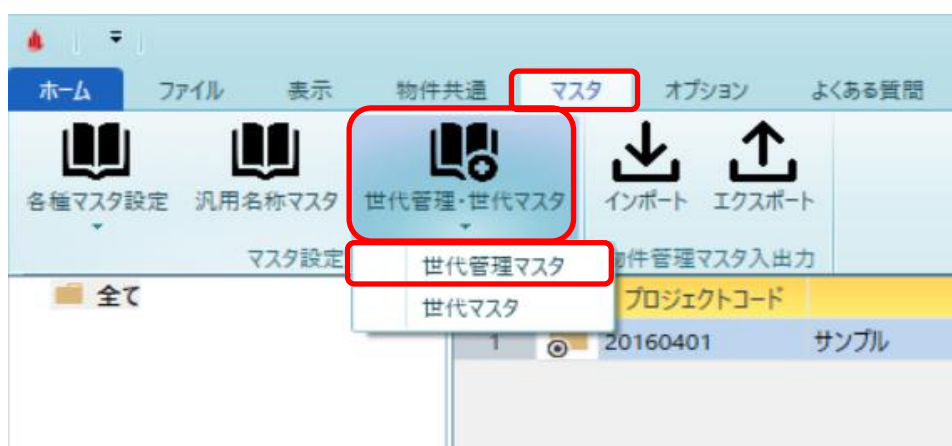 ホーム ファイル 表示 物件共通 マスタ オプション よくある質問
各種マスタ設定 汎用名称マスタ 世代管理・世代マスタ インポート エクスポート
マスタ設定 件管理マスタ入出力
世代管理マスタ
世代マスタ
全て プロジェクトコード
1 20160401 サンプル